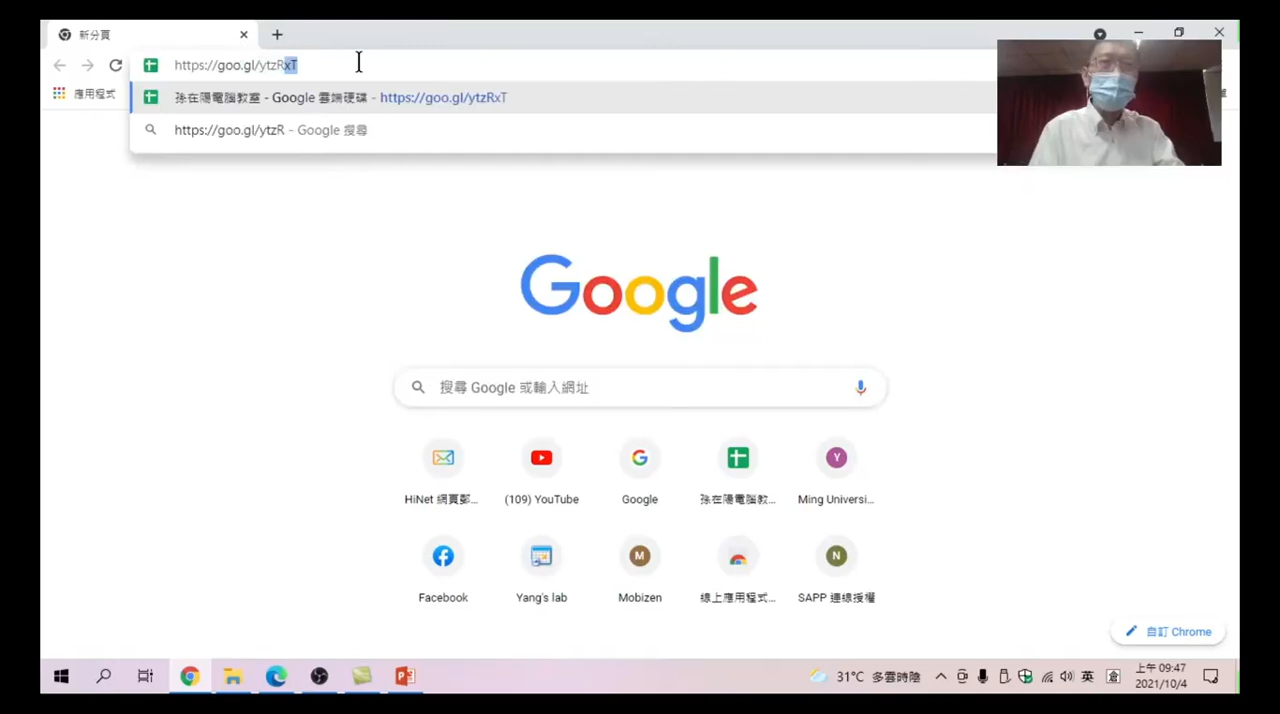 新分頁
https://goo.gl/ytzRxT
應用程式
孫在陽電腦教室 - Google 雲端硬碟 - https://goo.gl/ytzRxT
https://goo.gl/ytzR - Google 搜尋
Google
搜尋 Google 或輸入網址
HiNet 網頁郵...
(109) YouTube
Google
孫在陽電腦教...
Y
Ming Universi...
Facebook
Yang's lab
M
Mobizen
線上應用程式...
N
SAPP 連線授權
自訂 Chrome
31°C 多雲時陰
英
倉
上午 09:47
2021/10/4